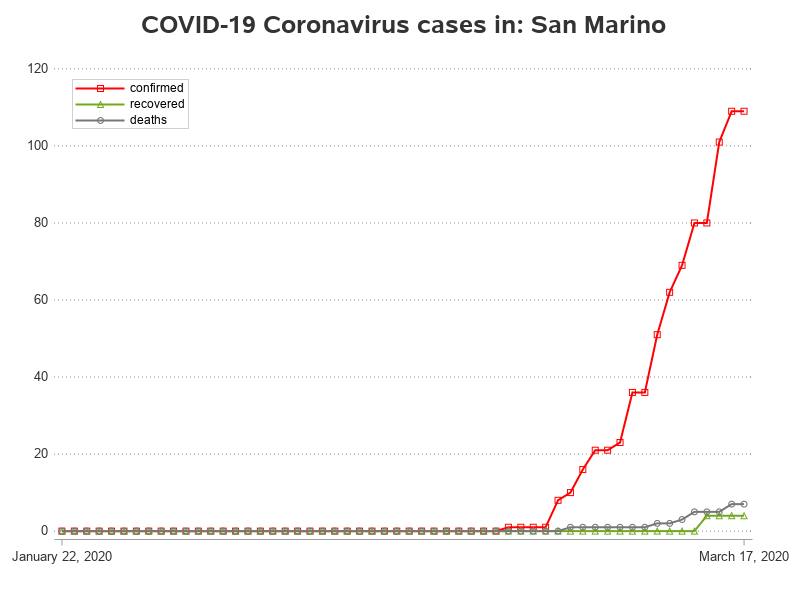 COVID-19 Coronavirus cases in: San Marino
120
confirmed
recovered
deaths
100
80
60
40
20
0
January 22, 2020 March 17, 2020